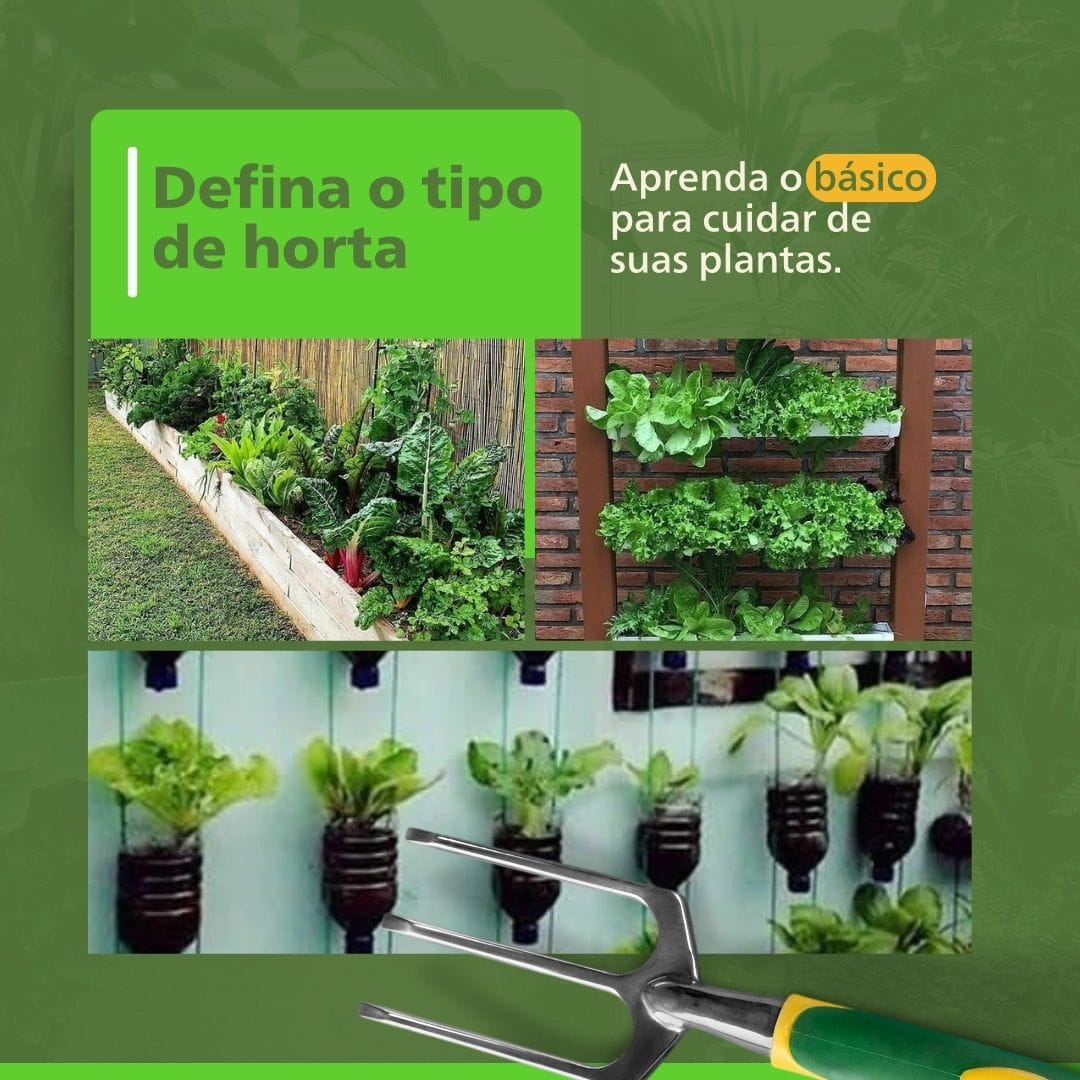 Defina o tipo
de horta
Aprenda o básico
para cuidar de
suas plantas.